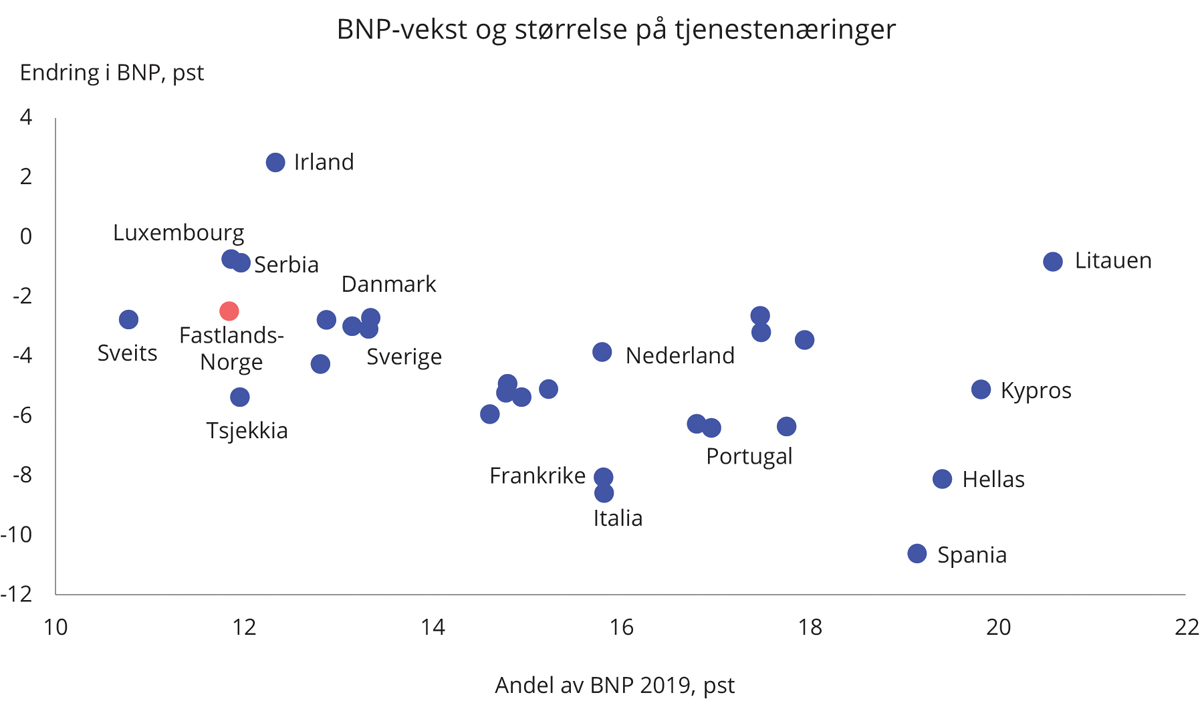 BNP-vekst og størrelse på tjenestenæringer
Endring i BNP, pst
4
2
0
-2
-4
-6
-8
-10
-12
Irland
Luxembourg
Serbia
Litauen
Danmark
Fastlands-
Norge
Sveits
Sverige
Nederland
Kypros
Tsjekkia
Portugal
Frankrike
Hellas
Italia
Spania
10 12 14 16 18 20 22
Andel av BNP 2019, pst